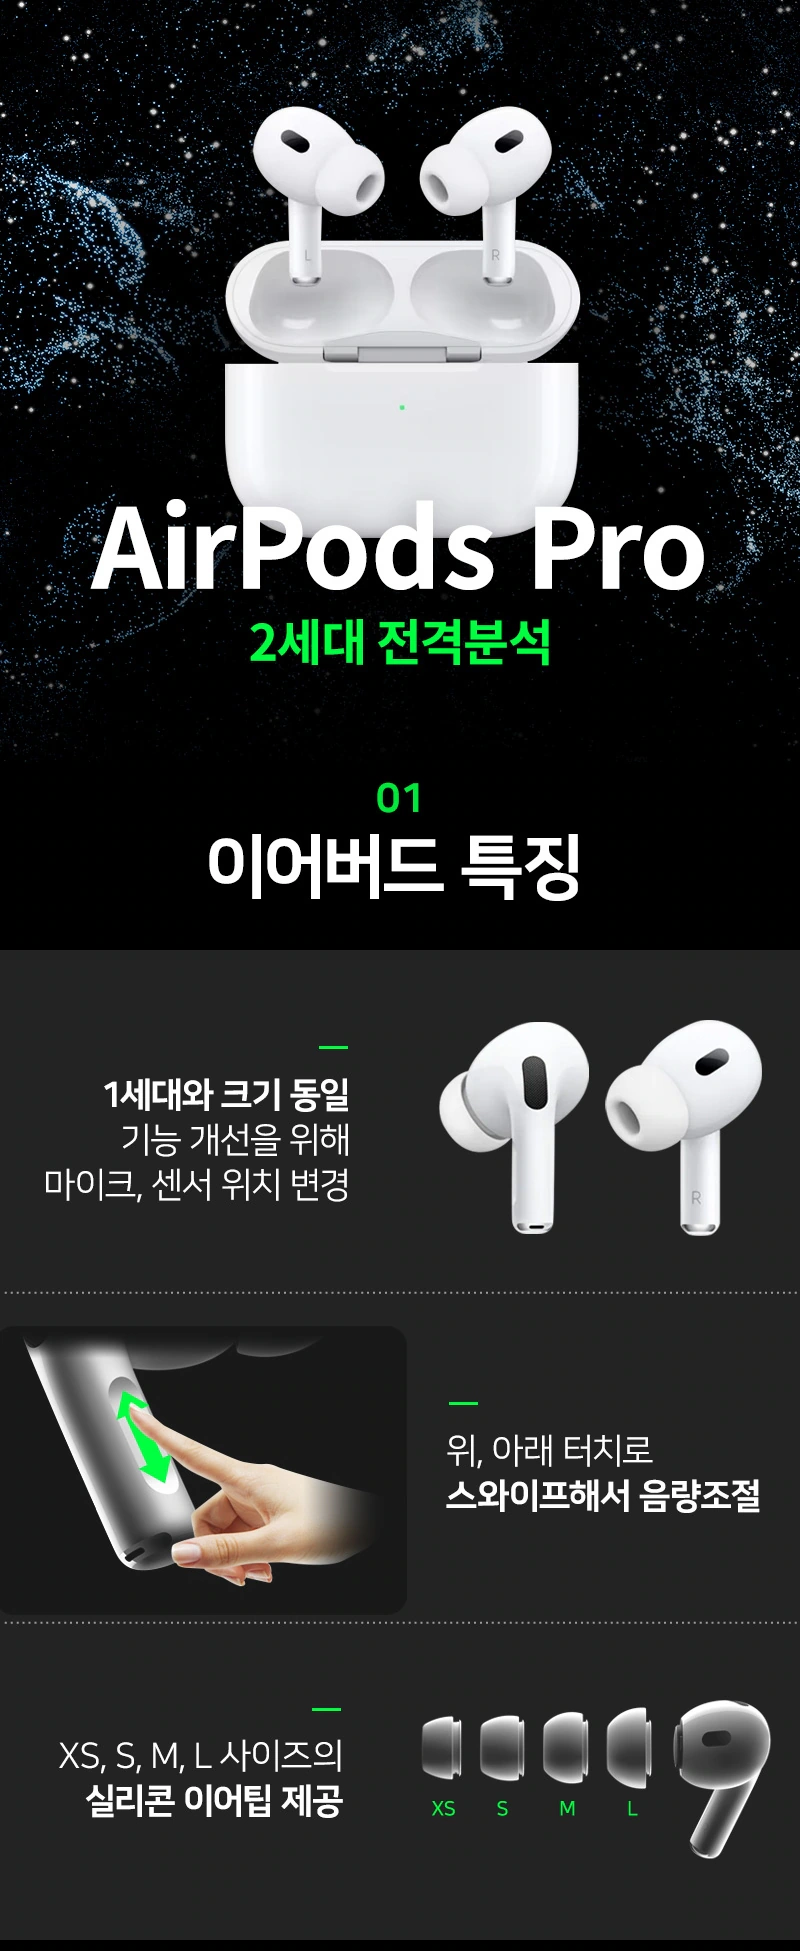 L
R
AirPods Pro
2세대 전격분석
01
이어버드 특징
1세대와 크기 동일
기능 개선을 위해
마이크, 센서 위치 변경
R
위, 아래 터치로
스와이프해서 음량조절
XS, S, M, L 사이즈의
실리콘 이어팁 제공
XS S M L